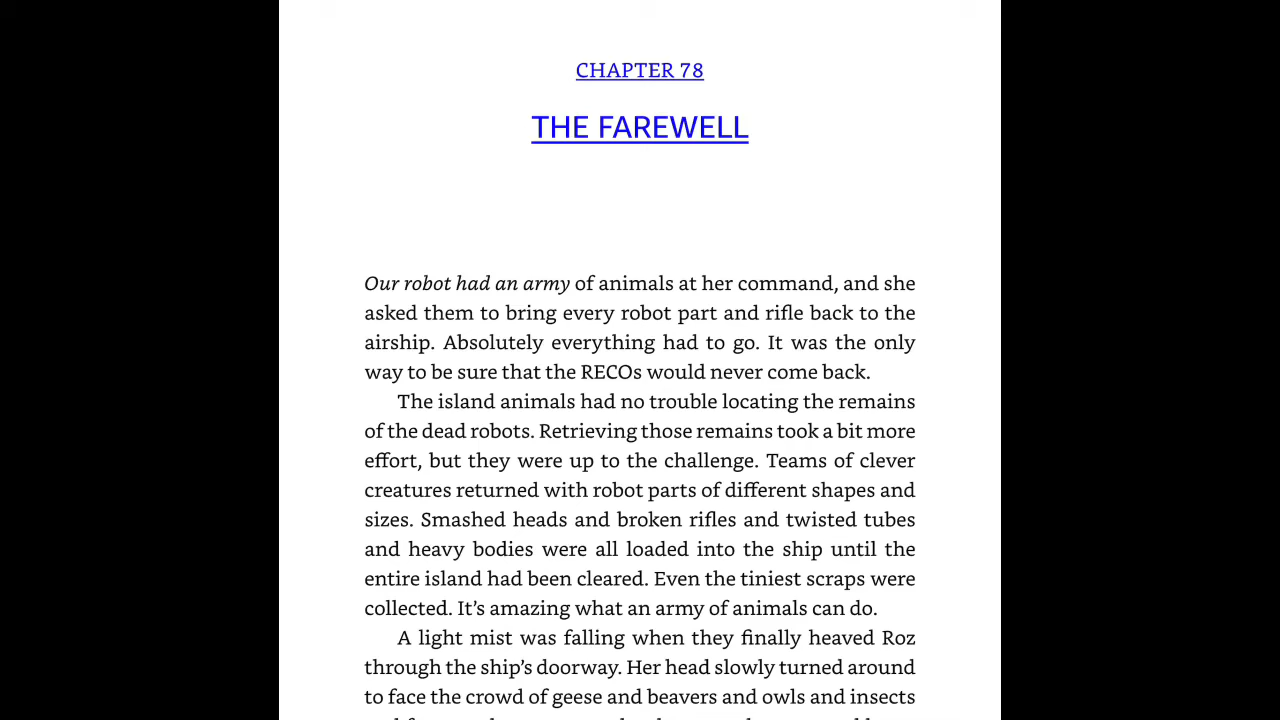 CHAPTER 78
THE FAREWELL
Our robot had an army of animals at her command, and she
asked them to bring every robot part and rifle back to the
airship. Absolutely everything had to go. It was the only
way to be sure that the RECOs would never come back.
The island animals had no trouble locating the remains
of the dead robots. Retrieving those remains took a bit more
effort, but they were up to the challenge. Teams of clever
creatures returned with robot parts of different shapes and
sizes. Smashed heads and broken rifles and twisted tubes
and heavy bodies were all loaded into the ship until the
entire island had been cleared. Even the tiniest scraps were
collected. It’s amazing what an army of animals can do.
A light mist was falling when they finally heaved Roz
through the ship’s doorway. Her head slowly turned around
to face the crowd of geese and beavers and owls and insects